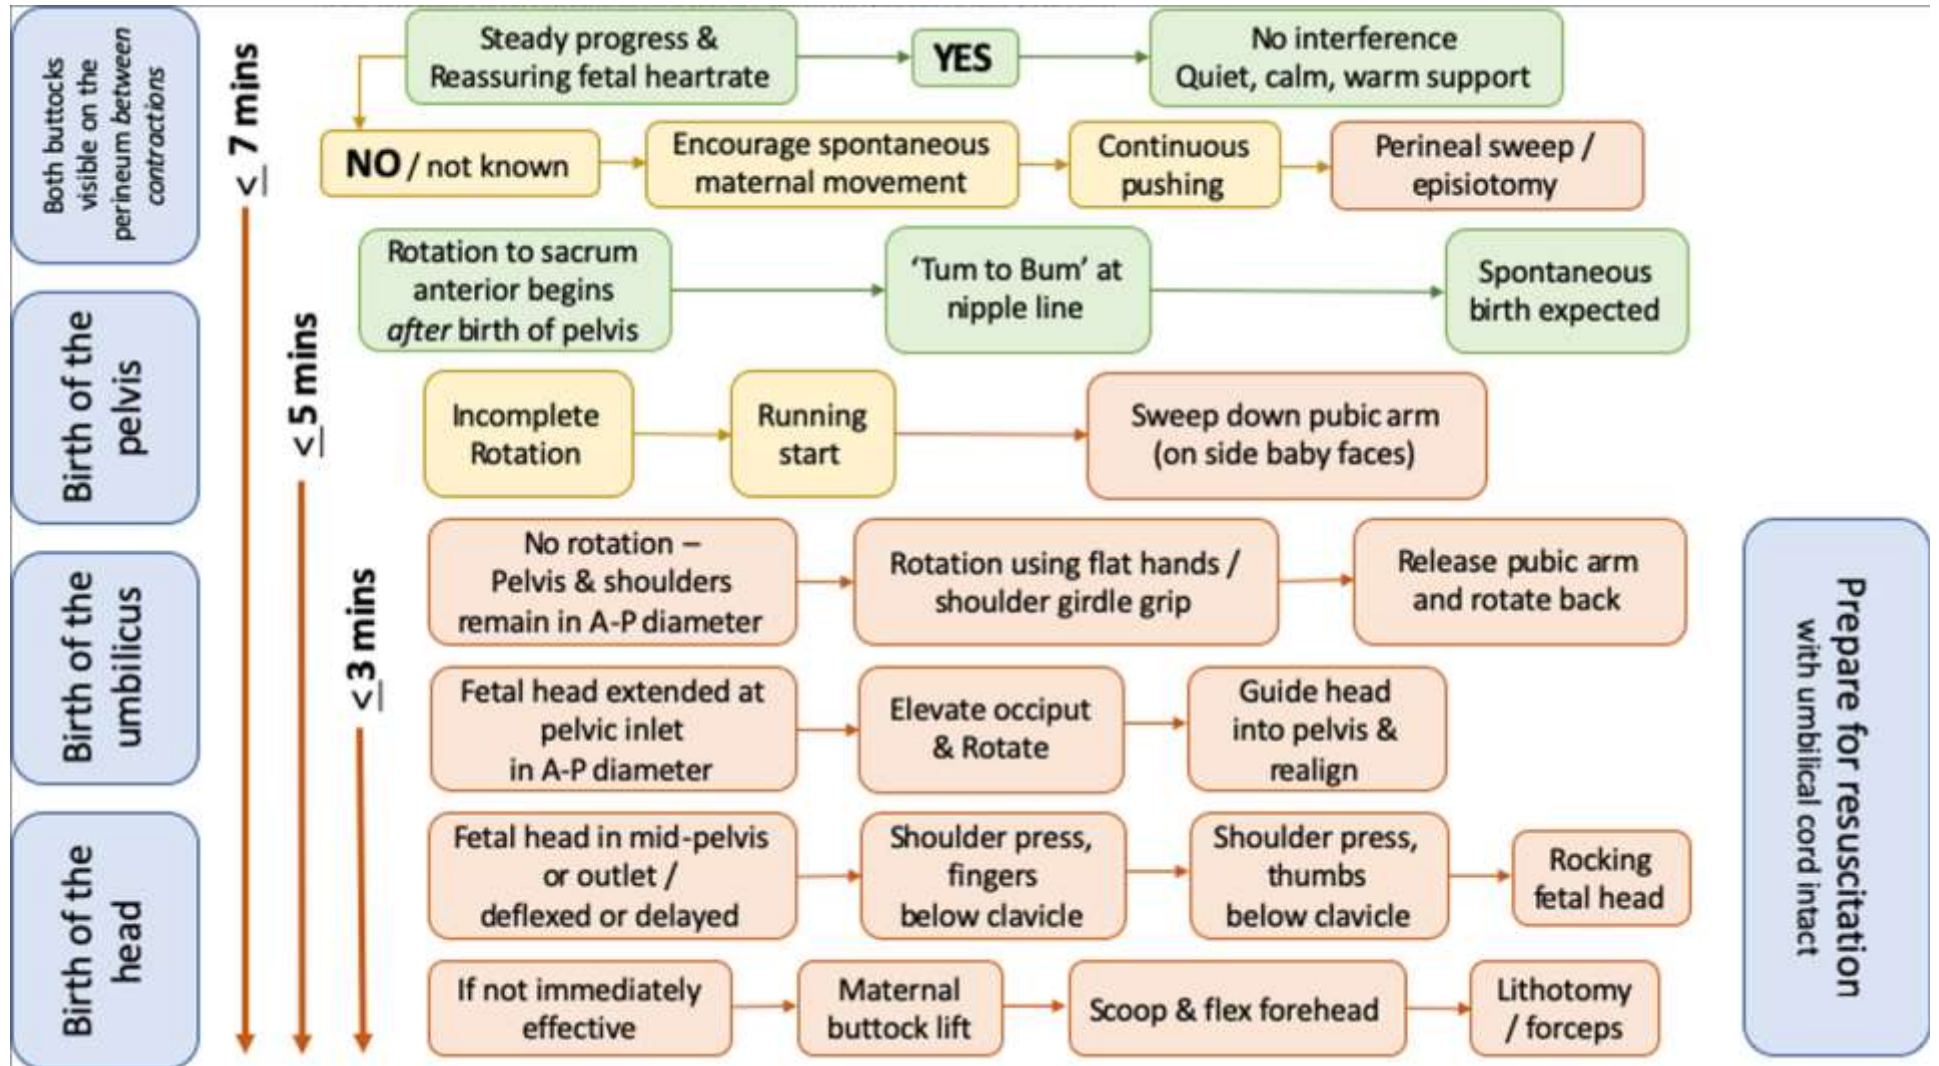 Both buttocks
visible on the
perineum between
contractions
≤ 7 mins
Steady progress &
Reassuring fetal heartrate
YES
No interference
Quiet, calm, warm support
NO / not known
Encourage spontaneous
maternal movement
Continuous
pushing
Perineal sweep /
episiotomy
Birth of the
pelvis
≤ 5 mins
Rotation to sacrum
anterior begins
after birth of pelvis
‘Tum to Bum’ at
nipple line
Spontaneous
birth expected
Incomplete
Rotation
Running
start
Sweep down pubic arm
(on side baby faces)
Birth of the
umbilicus
≤ 3 mins
No rotation –
Pelvis & shoulders
remain in A-P diameter
Rotation using flat hands /
shoulder girdle grip
Release pubic arm
and rotate back
Fetal head extended at
pelvic inlet
in A-P diameter
Elevate occiput
& Rotate
Guide head
into pelvis &
realign
Birth of the
head
Fetal head in mid-pelvis
or outlet /
deflexed or delayed
Shoulder press,
fingers
below clavicle
Shoulder press,
thumbs
below clavicle
Rocking
fetal head
If not immediately
effective
Maternal
buttock lift
Scoop & flex forehead
Lithotomy
/ forceps
Prepare for resuscitation
with umbilical cord intact